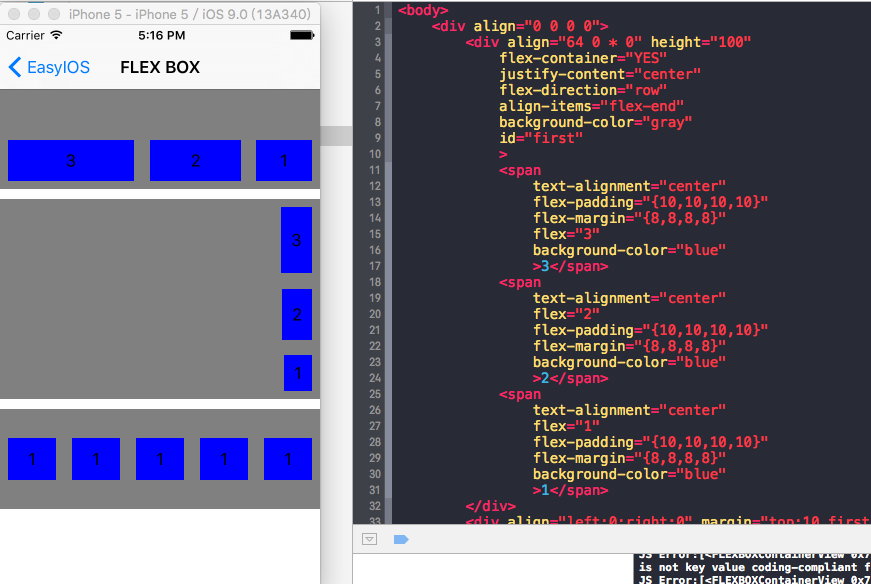 iPhone 5 - iPhone 5 / iOS 9.0 (13A340)
Carrier 5:16 PM
EasyIOS FLEX BOX
3 2 1
3
2
1
1 1 1 1 1
1 <body>
2 <div align="0 0 0 0">
3 <div align="64 0 * 0" height="100"
4 flex-container="YES"
5 justify-content="center"
6 flex-direction="row"
7 align-items="flex-end"
8 background-color="gray"
9 id="first"
10 >
11 <span
12 text-alignment="center"
13 flex-padding="{10,10,10,10}"
14 flex-margin="{8,8,8,8}"
15 flex="3"
16 background-color="blue"
17 >3</span>
18 <span
19 text-alignment="center"
20 flex="2"
21 flex-padding="{10,10,10,10}"
22 flex-margin="{8,8,8,8}"
23 background-color="blue"
24 >2</span>
25 <span
26 text-alignment="center"
27 flex="1"
28 flex-padding="{10,10,10,10}"
29 flex-margin="{8,8,8,8}"
30 background-color="blue"
31 >1</span>
32 </div>
33 <div align="left:0;right:0" margin="top:10 first
JS Error:[<FLEXBOXContainerView 0x7
is not key value coding-compliant f
JS Error:[<FLEXBOXContainerView 0x7